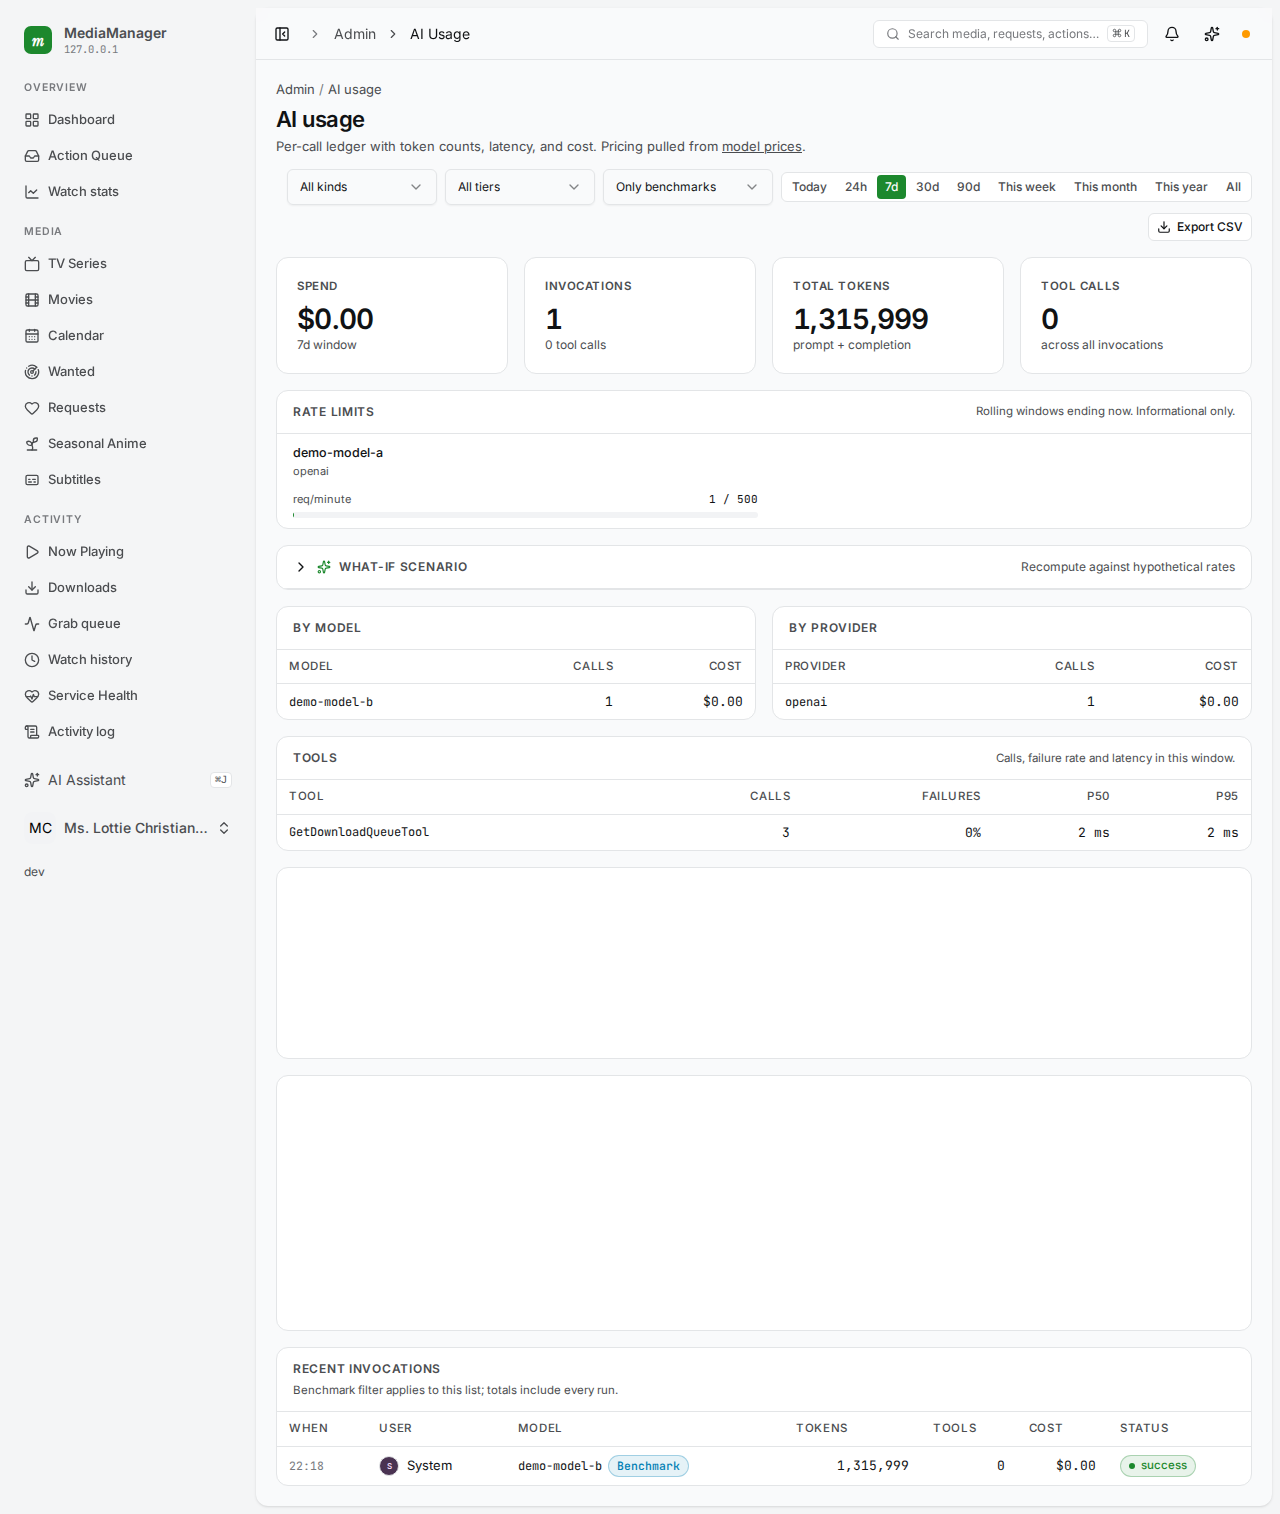 MediaManager
127.0.0.1
OVERVIEW
Dashboard
Action Queue
Watch stats
MEDIA
TV Series
Movies
Calendar
Wanted
Requests
Seasonal Anime
Subtitles
ACTIVITY
Now Playing
Downloads
Grab queue
Watch history
Service Health
Activity log
AI Assistant ⌘J
MC Ms. Lottie Christian...
dev
Admin AI Usage
Search media, requests, actions... ⌘K
Admin / AI usage
AI usage
Per-call ledger with token counts, latency, and cost. Pricing pulled from model prices.
All kinds All tiers Only benchmarks Today 24h 7d 30d 90d This week This month This year All
Export CSV
SPEND
$0.00
7d window
INVOCATIONS
1
0 tool calls
TOTAL TOKENS
1,315,999
prompt + completion
TOOL CALLS
0
across all invocations
RATE LIMITS Rolling windows ending now. Informational only.
demo-model-a
openai
req/minute 1 / 500
WHAT-IF SCENARIO Recompute against hypothetical rates
BY MODEL
MODEL CALLS COST
demo-model-b 1 $0.00
BY PROVIDER
PROVIDER CALLS COST
openai 1 $0.00
TOOLS Calls, failure rate and latency in this window.
TOOL CALLS FAILURES P50 P95
GetDownloadQueueTool 3 0% 2 ms 2 ms
RECENT INVOCATIONS
Benchmark filter applies to this list; totals include every run.
WHEN USER MODEL TOKENS TOOLS COST STATUS
22:18 S System demo-model-b Benchmark 1,315,999 0 $0.00 success